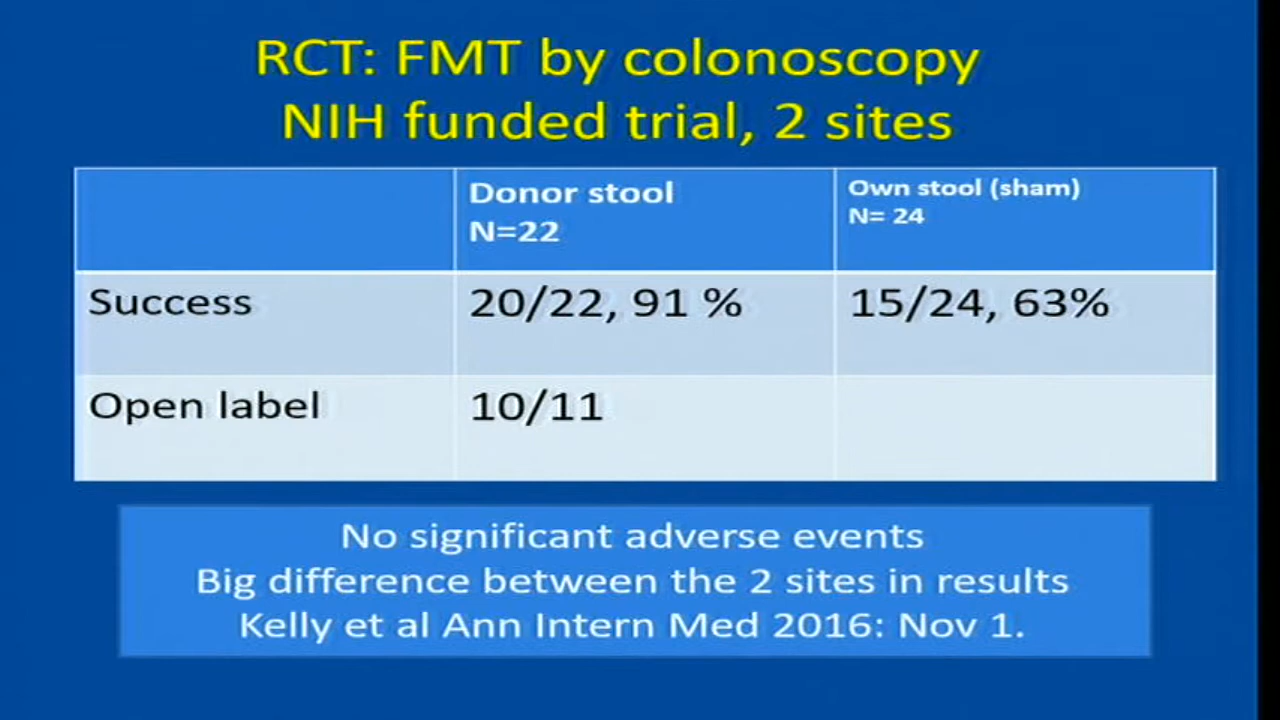 RCT: FMT by colonoscopy
NIH funded trial, 2 sites
Donor stool
N=22
Own stool (sham)
N= 24
Success
20/22, 91 %
15/24, 63%
Open label
10/11
No significant adverse events
Big difference between the 2 sites in results
Kelly et al Ann Intern Med 2016: Nov 1.